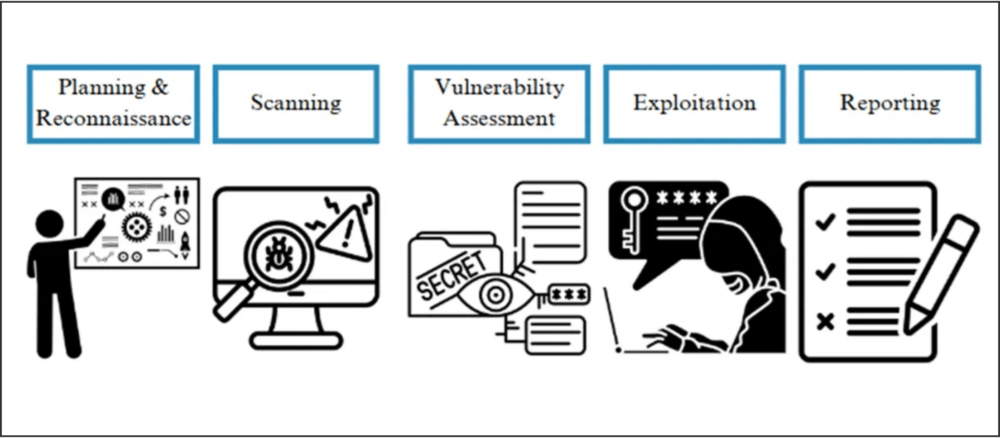 Planning &
Reconnaissance
Scanning
Vulnerability
Assessment
Exploitation
Reporting
$
SECRET
***
****